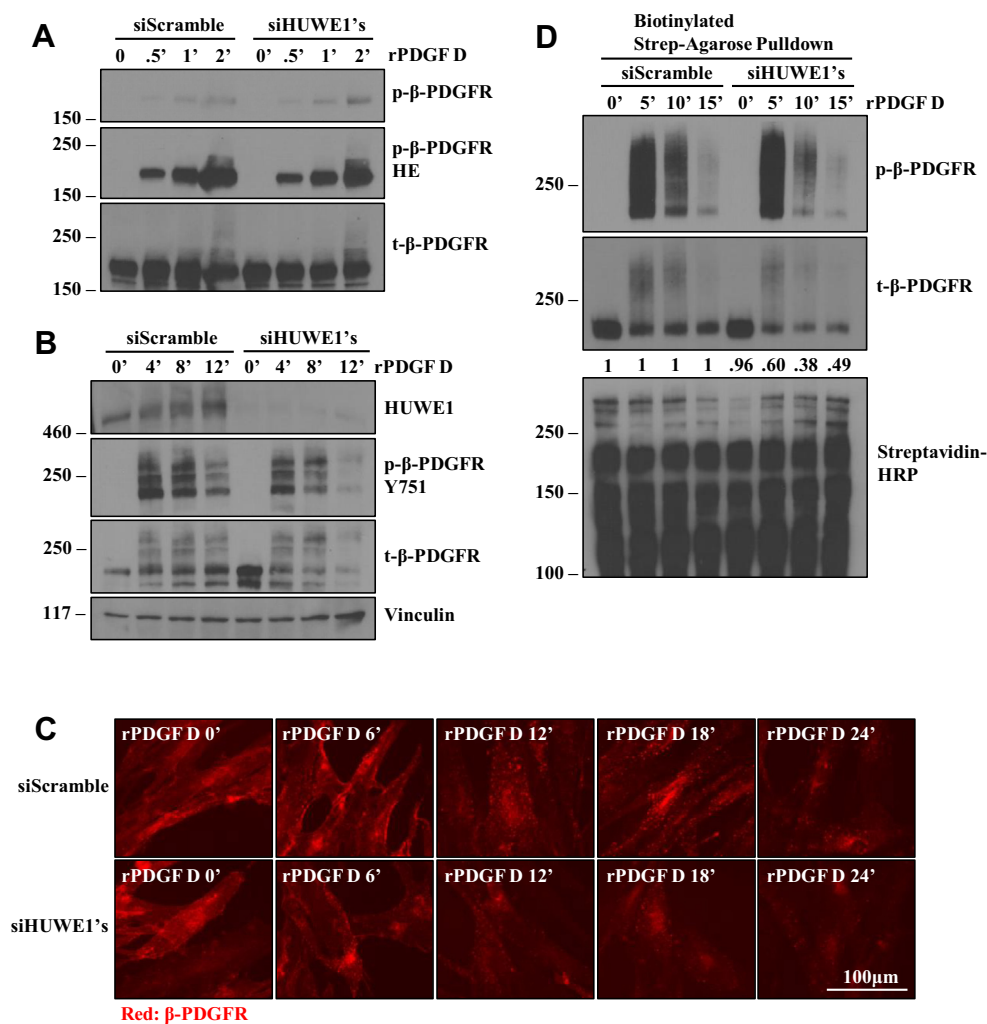 A
siScramble siHUWE1's
0 .5' 1' 2' 0' .5' 1' 2' rPDGF D
p-β-PDGFR
150
250
p-β-PDGFR
HE
150
250
t-β-PDGFR
150
B
siScramble siHUWE1's
0' 4' 8' 12' 0' 4' 8' 12' rPDGF D
HUWE1
460
p-β-PDGFR
250
Y751
250
t-β-PDGFR
117
Vinculin
D
Biotinylated
Strep-Agarose Pulldown
siScramble siHUWE1's
0' 5' 10' 15' 0' 5' 10' 15' rPDGF D
p-β-PDGFR
250
t-β-PDGFR
250
1 1 1 1 .96 .60 .38 .49
250
Streptavidin-
HRP
150
100
C
rPDGF D 0' rPDGF D 6' rPDGF D 12' rPDGF D 18' rPDGF D 24'
siScramble
rPDGF D 0' rPDGF D 6' rPDGF D 12' rPDGF D 18' rPDGF D 24'
siHUWE1's
100μm
Red: β-PDGFR